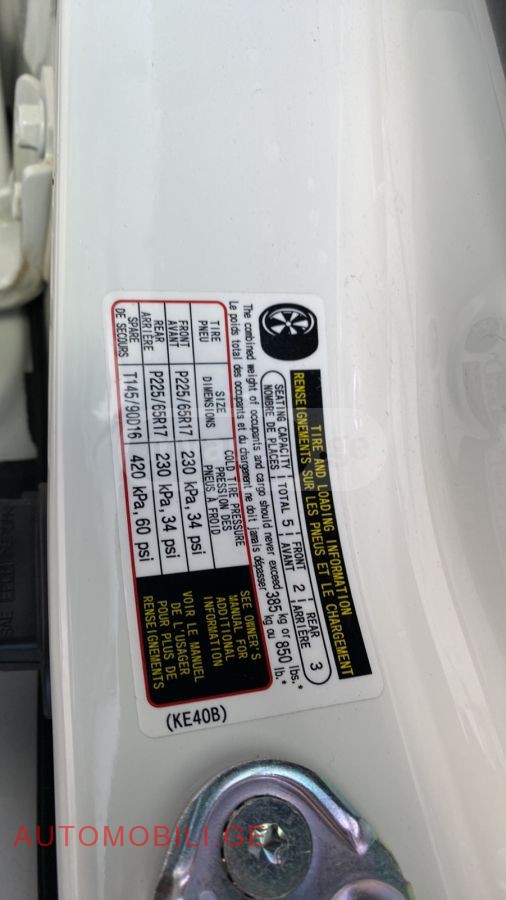 TIRE AND LOADING INFORMATION
RENSEIGNEMENTS SUR LES PNEUS ET LE CHARGEMENT
SEATING CAPACITY TOTAL 5 FRONT 2 REAR 3
NOMBRE DE PLACES AVANT ARRIÈRE
The combined weight of occupants and cargo should never exceed 385 kg or 850 lbs.*
Le poids total des occupants et du chargement ne doit jamais dépasser kg ou lb.*
TIRE SIZE COLD TIRE PRESSURE
PNEU DIMENSIONS PRESSION DES
PNEUS À FROID
FRONT P225/65R17 230 kPa, 34 psi
AVANT
REAR P225/65R17 230 kPa, 34 psi
ARRIÈRE
SPARE T145/90D16 420 kPa, 60 psi
DE SECOURS
SEE OWNER'S
MANUAL FOR
ADDITIONAL
INFORMATION
VOIR LE MANUEL
DE L'USAGER
POUR PLUS DE
RENSEIGNEMENTS
(KE40B)
AUTOMOBILI.GE